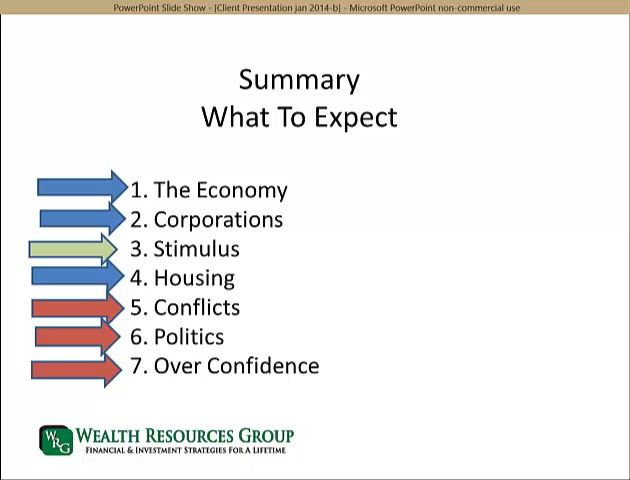 PowerPoint Slide Show - [Client Presentation jan 2014-b] - Microsoft PowerPoint non-commercial use
Summary
What To Expect
1. The Economy
2. Corporations
3. Stimulus
4. Housing
5. Conflicts
6. Politics
7. Over Confidence
WRG WEALTH RESOURCES GROUP
FINANCIAL & INVESTMENT STRATEGIES FOR A LIFETIME